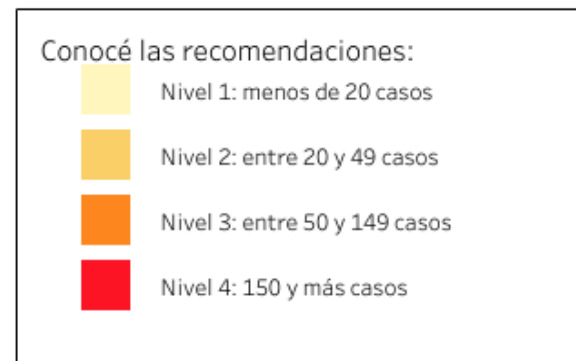 Conocé las recomendaciones:
Nivel 1: menos de 20 casos
Nivel 2: entre 20 y 49 casos
Nivel 3: entre 50 y 149 casos
Nivel 4: 150 y más casos